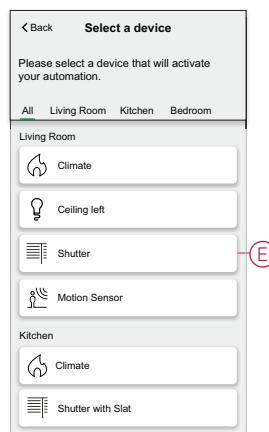 Back Select a device
Please select a device that will activate
your automation.
All Living Room Kitchen Bedroom
Living Room
Climate
Ceiling left
Shutter
E
Motion Sensor
Kitchen
Climate
Shutter with Slat